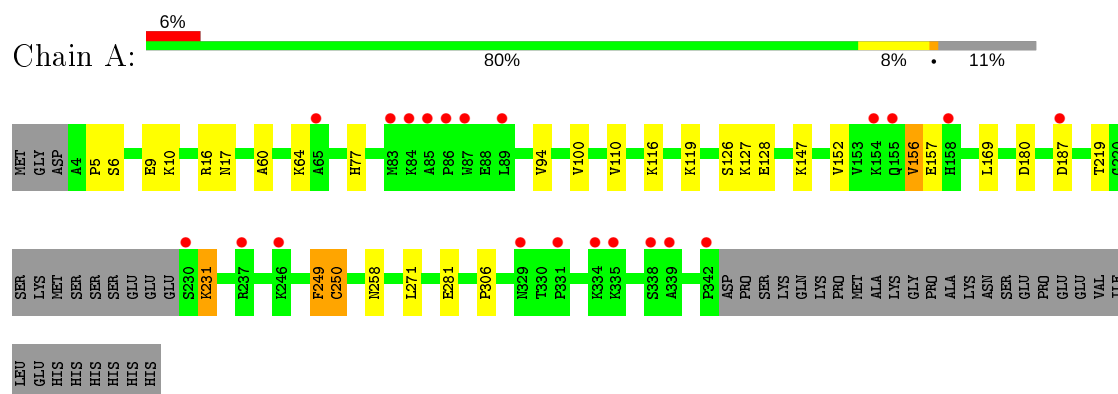 6%
Chain A:
80% 8% • 11%
MET GLY ASP A4 P5 S6 E9 K10 R16 N17 A60 K64 A65 H77 M83 K84 A85 P86 W87 E88 L89 V94 V100 V110 K116 K119 S126 K127 E128 K147 V152 V153 K154 Q155 V156 E157 H158 L169 D180 D187 T219
SER LYS MET SER SER SER GLU GLU GLU S230 K231 R237 K246 F249 C250 N258 L271 E281 P306 N329 T330 P331 K334 K335 S338 A339 P342 ASP PRO SER LYS GLN LYS PRO MET ALA LYS GLY PRO ALA LYS ASN SER GLU PRO GLU GLU VAL
LEU GLU HIS HIS HIS HIS HIS HIS